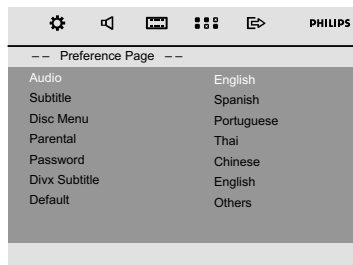 PHILIPS
– – Preference Page – –
Audio English
Subtitle Spanish
Disc Menu Portuguese
Parental Thai
Password Chinese
Divx Subtitle English
Default Others